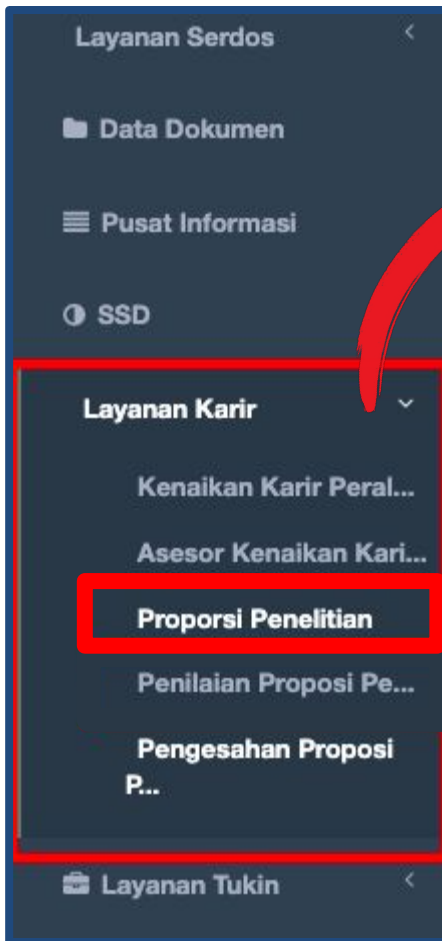 Layanan Serdos
Data Dokumen
Pusat Informasi
SSD
Layanan Karir
Kenaikan Karir Peral...
Asesor Kenaikan Kari...
Proporsi Penelitian
Penilaian Proposi Pe...
Pengesahan Proposi
P...
Layanan Tukin